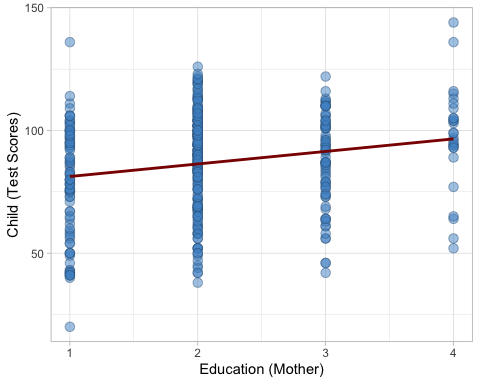 150
100
50
Child (Test Scores)
1 2 3 4
Education (Mother)